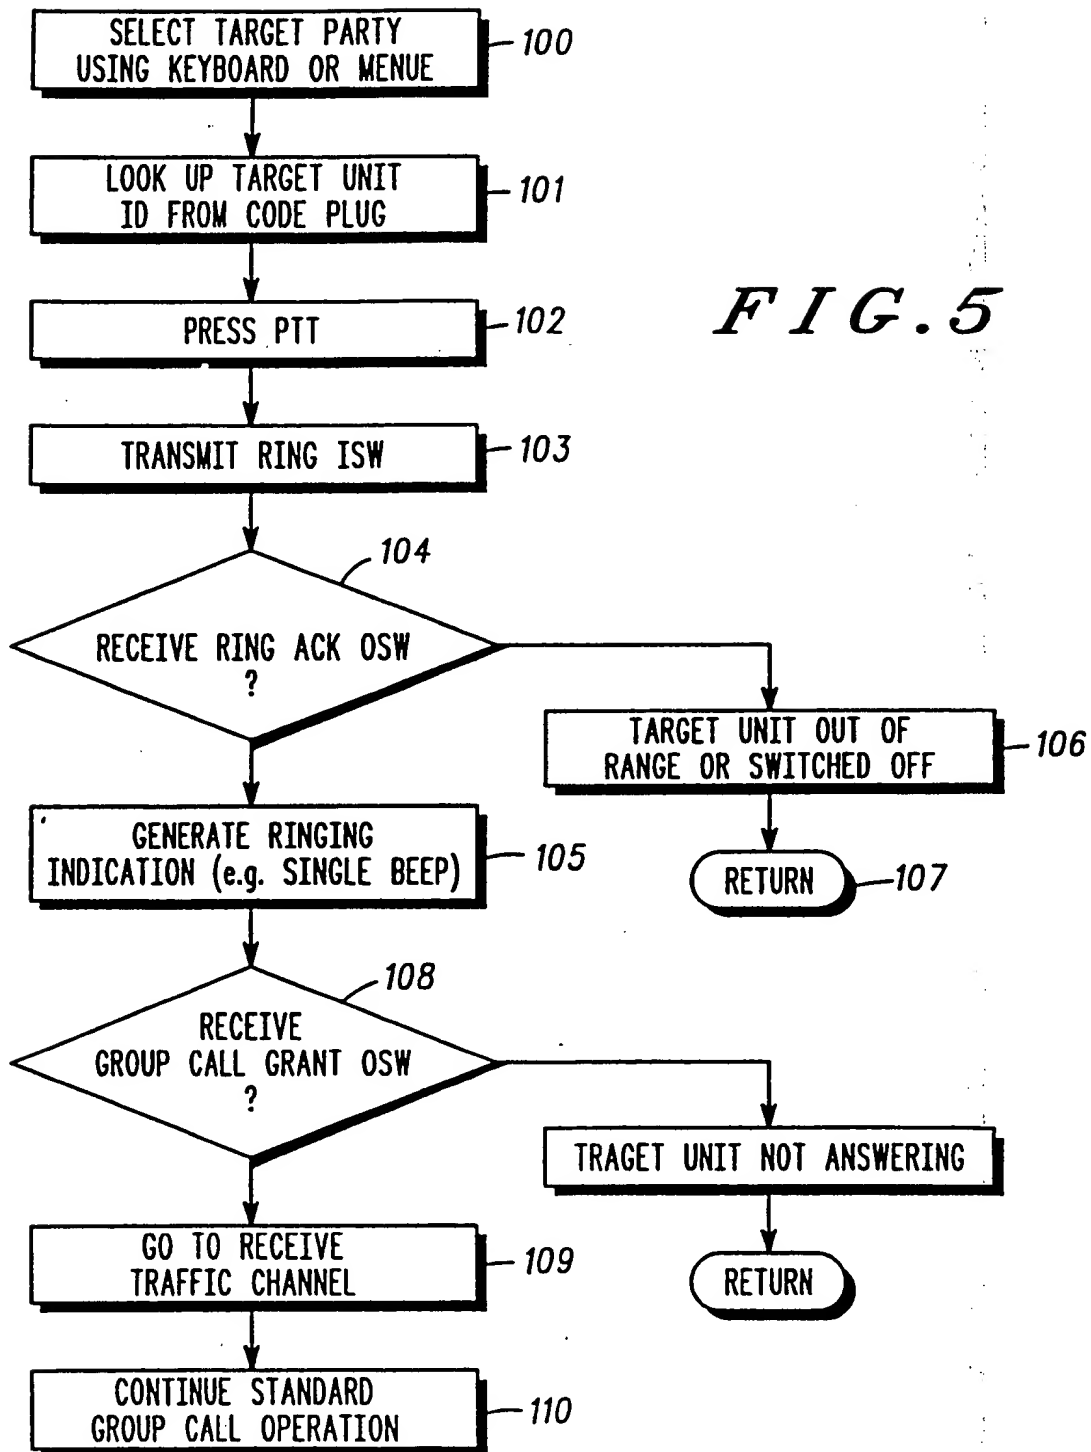 SELECT TARGET PARTY
USING KEYBOARD OR MENUE
100
LOOK UP TARGET UNIT
ID FROM CODE PLUG
101
PRESS PTT
102
FIG.5
TRANSMIT RING ISW
103
104
RECEIVE RING ACK OSW
?
TARGET UNIT OUT OF
RANGE OR SWITCHED OFF
106
GENERATE RINGING
INDICATION (e.g. SINGLE BEEP)
105
RETURN
107
108
RECEIVE
GROUP CALL GRANT OSW
?
TRAGET UNIT NOT ANSWERING
GO TO RECEIVE
TRAFFIC CHANNEL
109
RETURN
CONTINUE STANDARD
GROUP CALL OPERATION
110